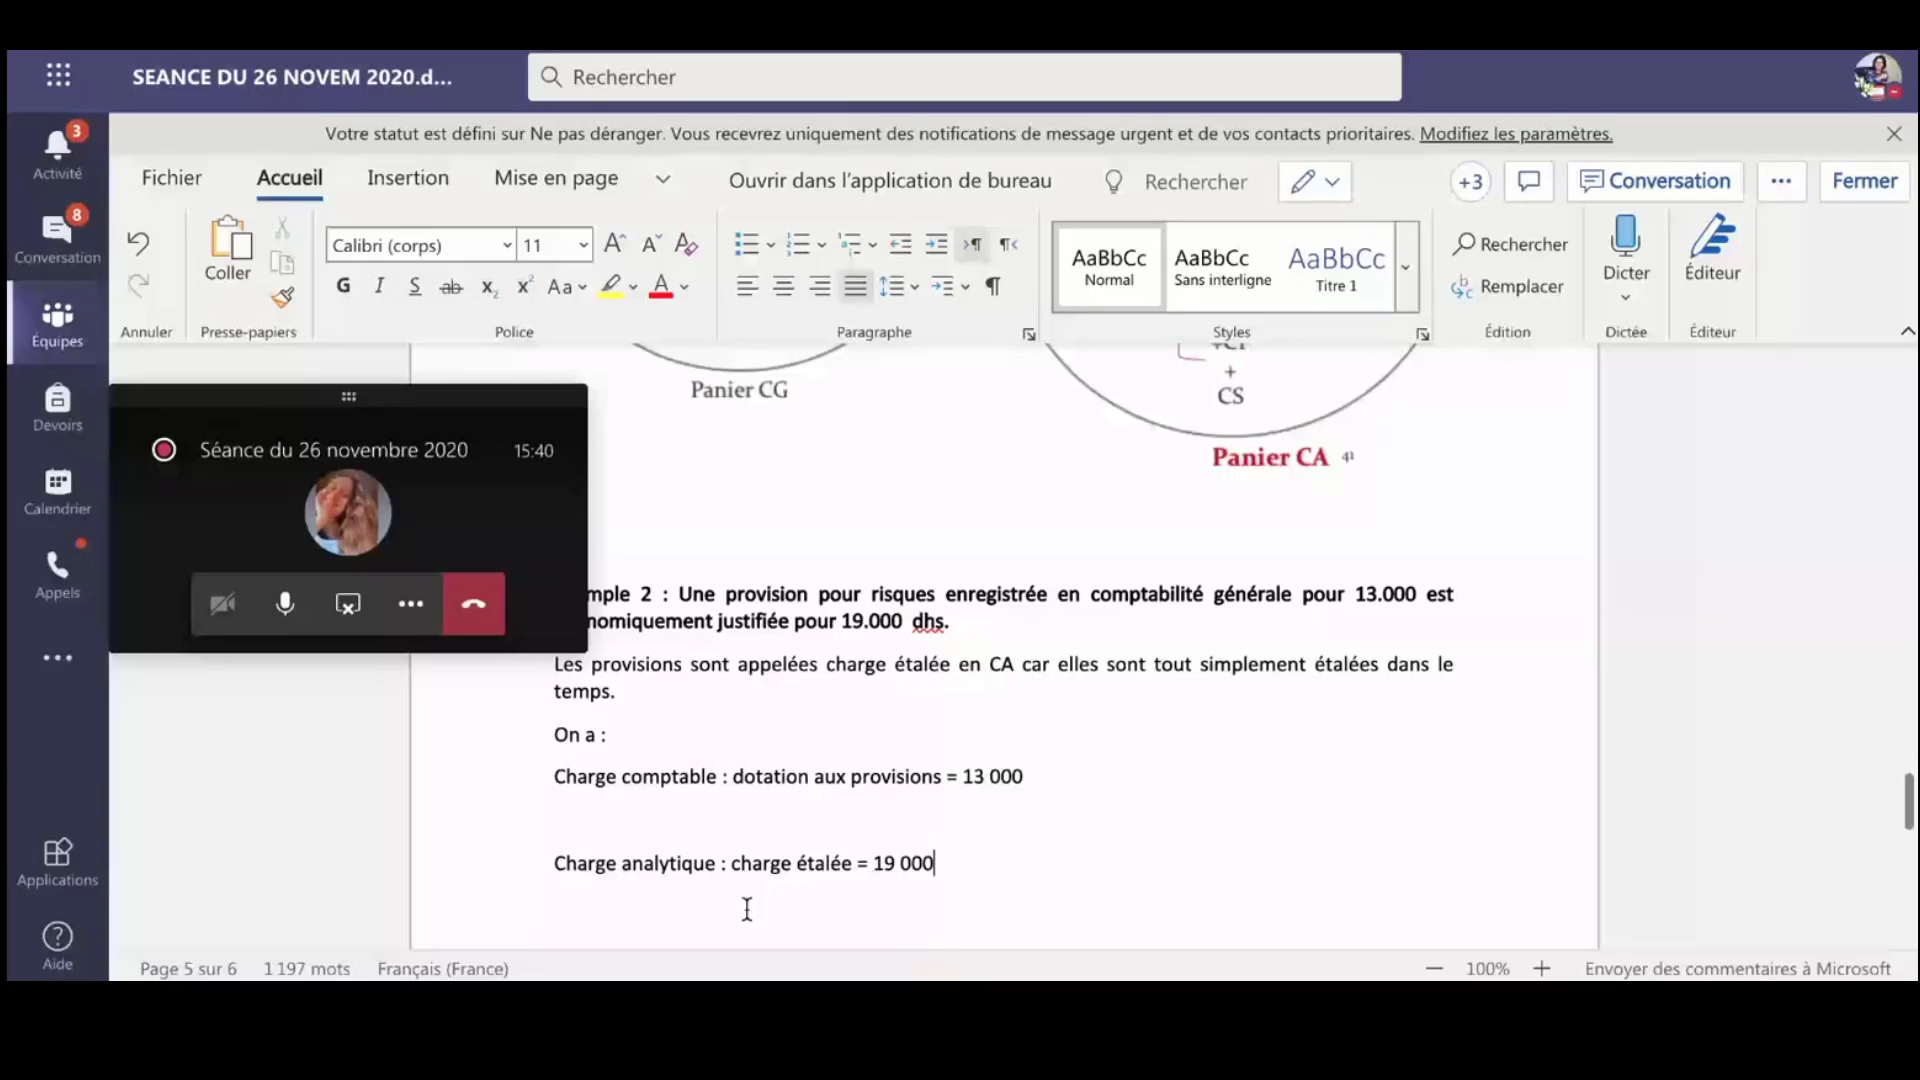 SEANCE DU 26 NOVEM 2020.d...
Rechercher
3
Activité
8
Conversation
Équipes
Devoirs
Calendrier
Appels
Applications
Aide
Votre statut est défini sur Ne pas déranger. Vous recevrez uniquement des notifications de message urgent et de vos contacts prioritaires. Modifiez les paramètres.
Fichier Accueil Insertion Mise en page Ouvrir dans l'application de bureau Rechercher +3 Conversation ... Fermer
Coller
Calibri (corps) 11
G I S ab x₂ x² Aa A
AaBbCc AaBbCc AaBbCc
Normal Sans interligne Titre 1
Rechercher
Remplacer
Dicter
Éditeur
Annuler Presse-papiers Police Paragraphe Styles Édition Dictée Éditeur
+
CS
Panier CG
Panier CA 41
Séance du 26 novembre 2020 15:40
mple 2 : Une provision pour risques enregistrée en comptabilité générale pour 13.000 est
nomiquement justifiée pour 19.000 dhs.
Les provisions sont appelées charge étalée en CA car elles sont tout simplement étalées dans le
temps.
On a :
Charge comptable : dotation aux provisions = 13 000
Charge analytique : charge étalée = 19 000
Page 5 sur 6 1 197 mots Français (France) 100% Envoyer des commentaires à Microsoft